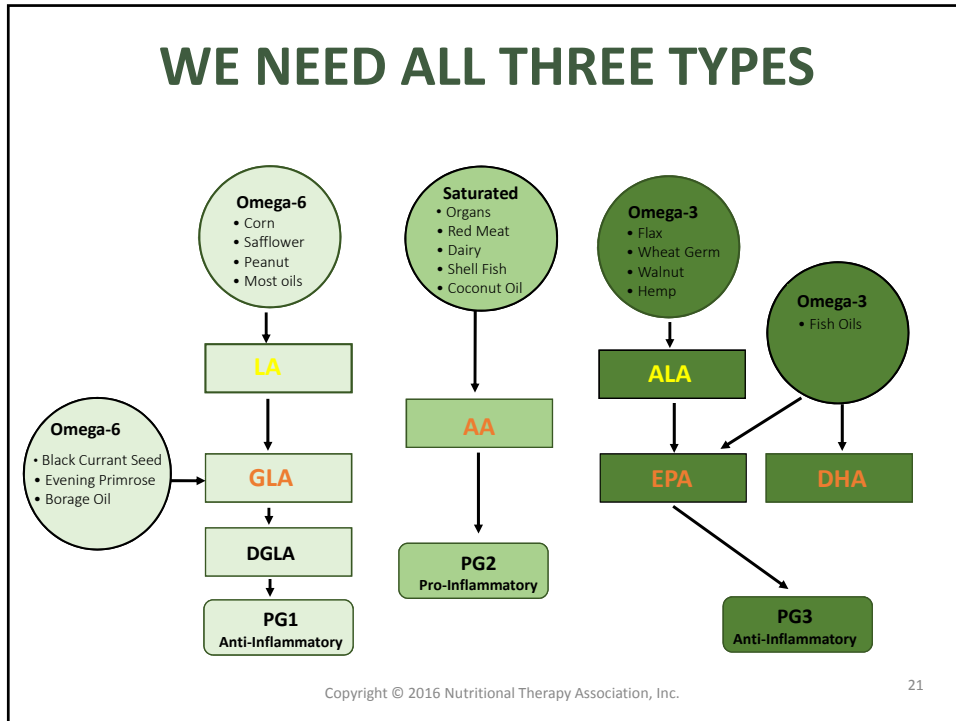 WE NEED ALL THREE TYPES
Omega-6
• Corn
• Safflower
• Peanut
• Most oils
LA
Omega-6
• Black Currant Seed
• Evening Primrose
• Borage Oil
GLA
DGLA
PG1
Anti-Inflammatory
Saturated
• Organs
• Red Meat
• Dairy
• Shell Fish
• Coconut Oil
AA
PG2
Pro-Inflammatory
Omega-3
• Flax
• Wheat Germ
• Walnut
• Hemp
ALA
Omega-3
• Fish Oils
EPA
DHA
PG3
Anti-Inflammatory
Copyright © 2016 Nutritional Therapy Association, Inc.
21